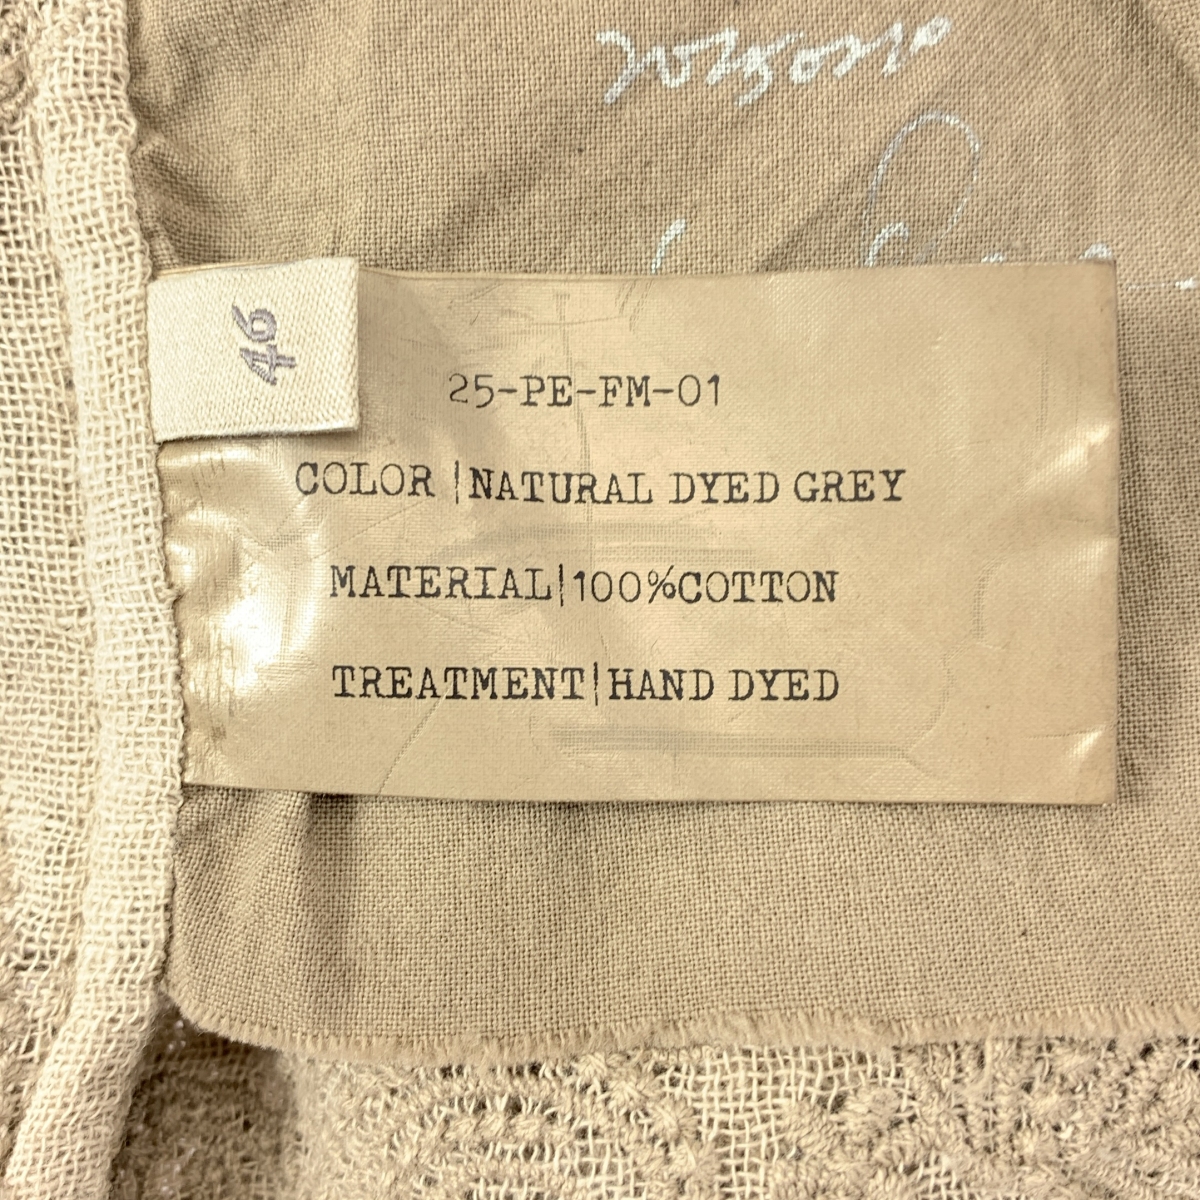 46
25-PE-FM-01
COLOR|NATURAL DYED GREY
MATERIAL|100%COTTON
TREATMENT|HAND DYED